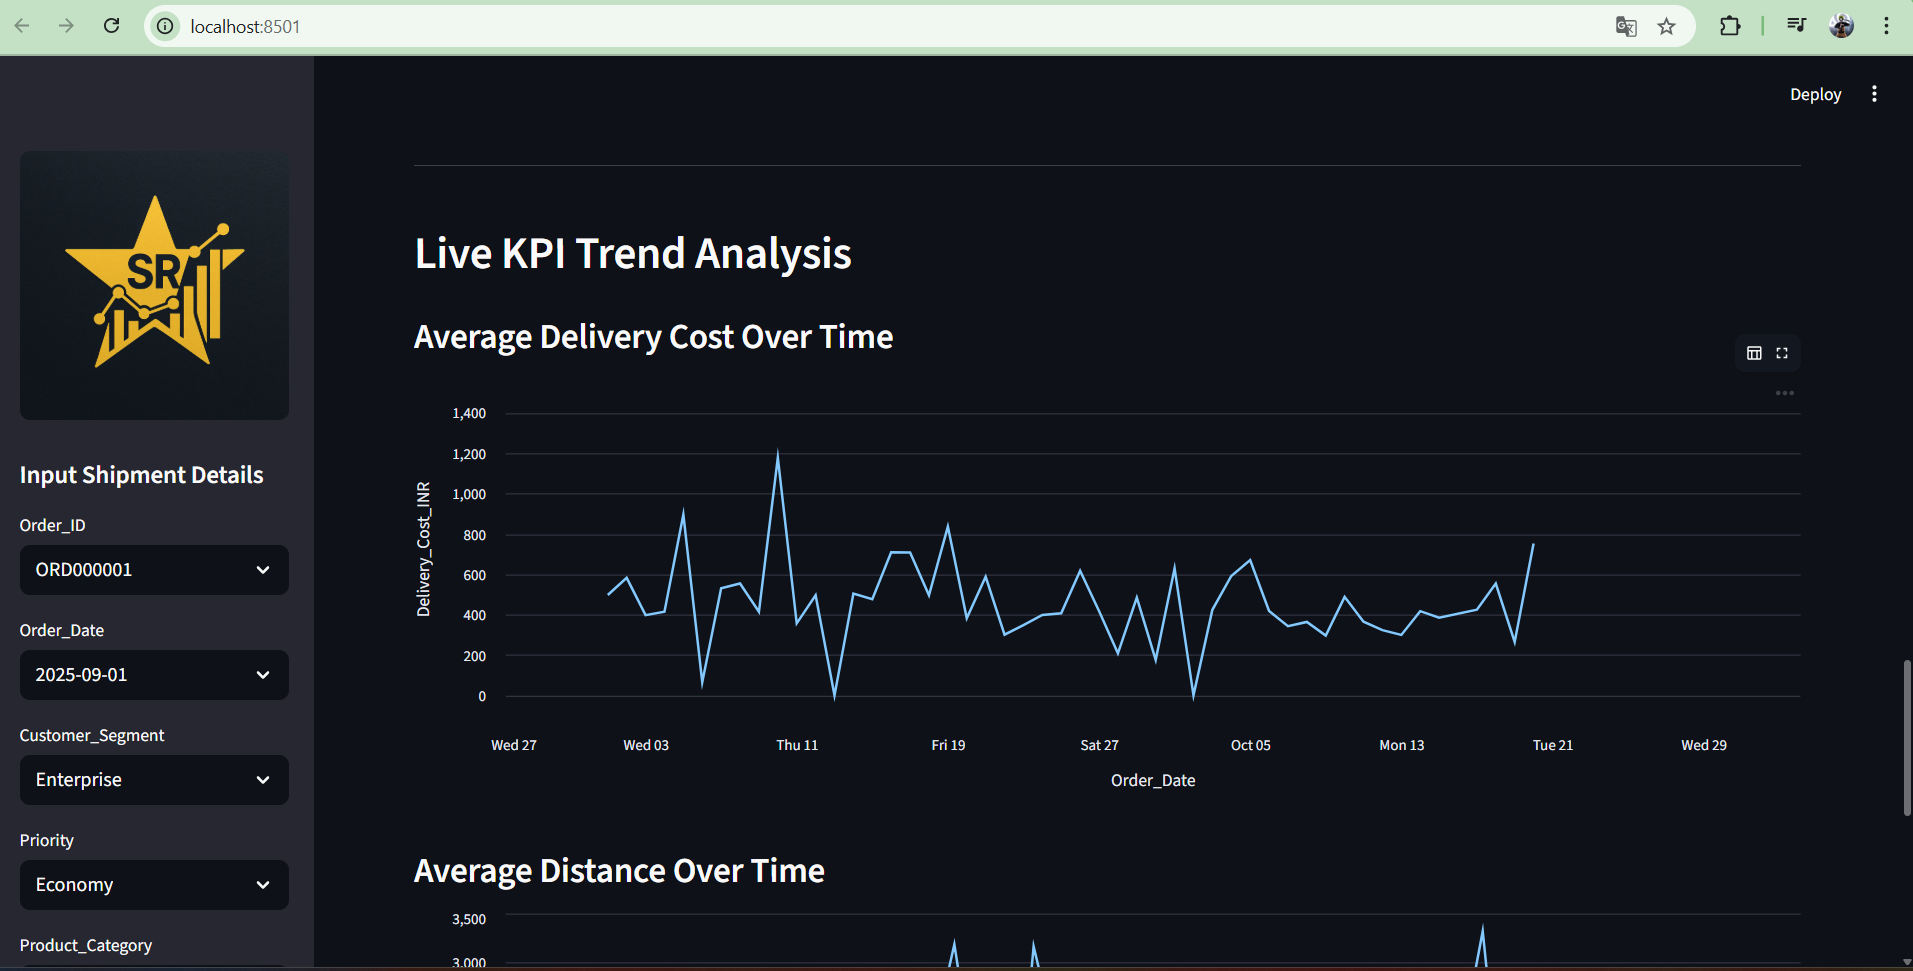 localhost:8501
Deploy
SR
Input Shipment Details
Order_ID
ORD000001
Order_Date
2025-09-01
Customer_Segment
Enterprise
Priority
Economy
Product_Category
Live KPI Trend Analysis
Average Delivery Cost Over Time
1,400
1,200
1,000
800
600
400
200
0
Delivery_Cost_INR
Wed 27 Wed 03 Thu 11 Fri 19 Sat 27 Oct 05 Mon 13 Tue 21 Wed 29
Order_Date
Average Distance Over Time
3,500
3,000